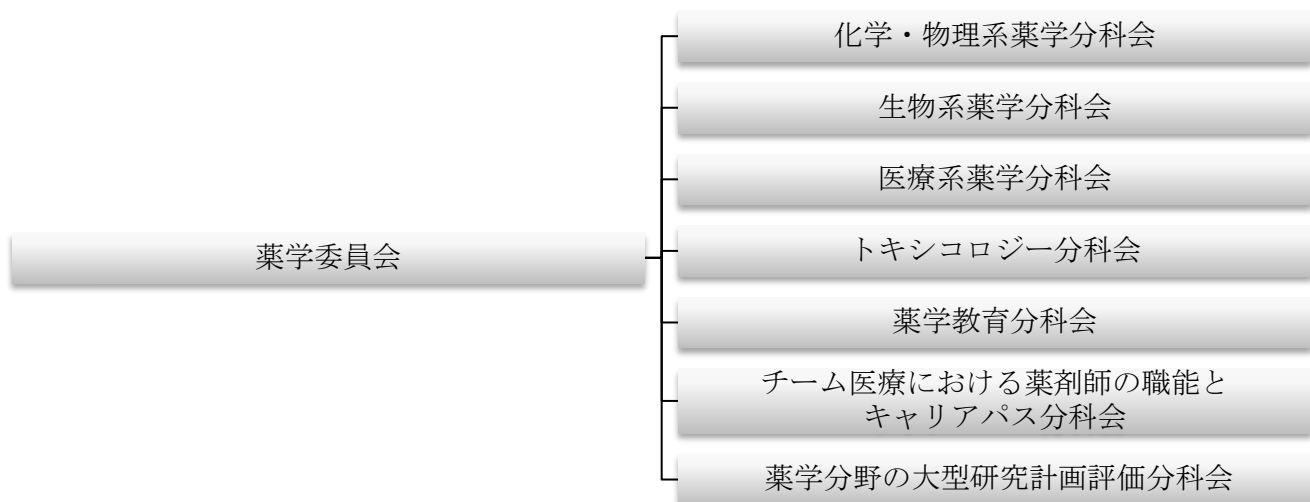 薬学委員会
化学・物理系薬学分科会
生物系薬学分科会
医療系薬学分科会
トキシコロジー分科会
薬学教育分科会
チーム医療における薬剤師の職能と
キャリアパス分科会
薬学分野の大型研究計画評価分科会